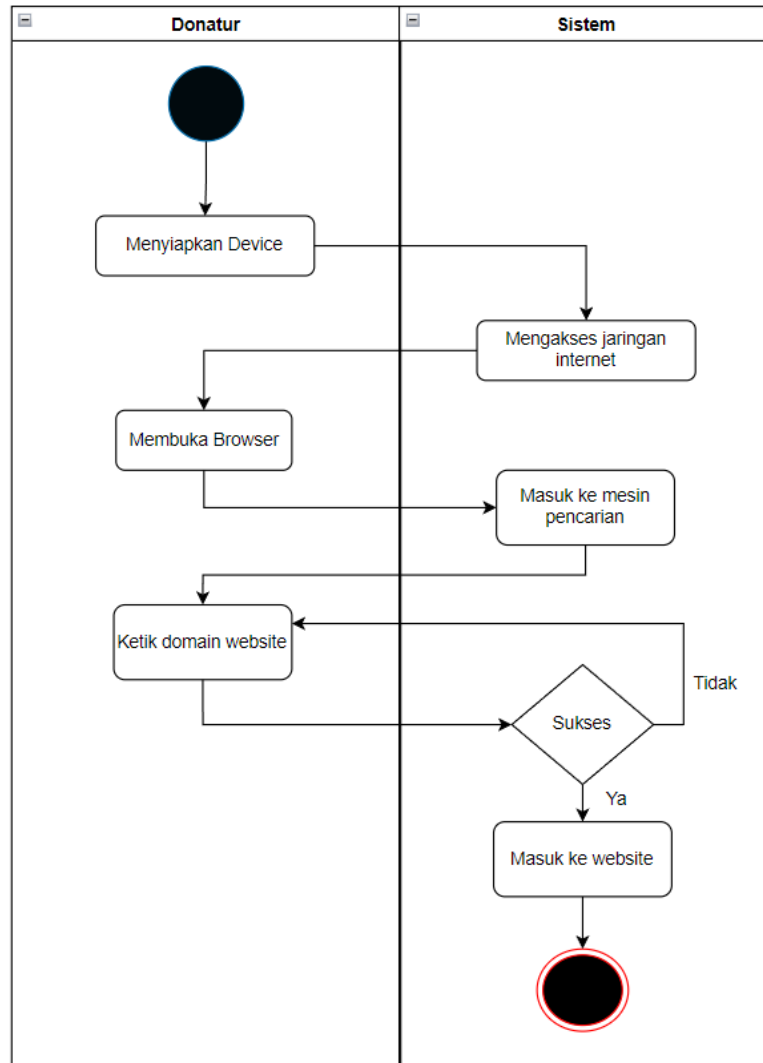 Donatur
Sistem
Menyiapkan Device
Mengakses jaringan
internet
Membuka Browser
Masuk ke mesin
pencarian
Ketik domain website
Tidak
Sukses
Ya
Masuk ke website